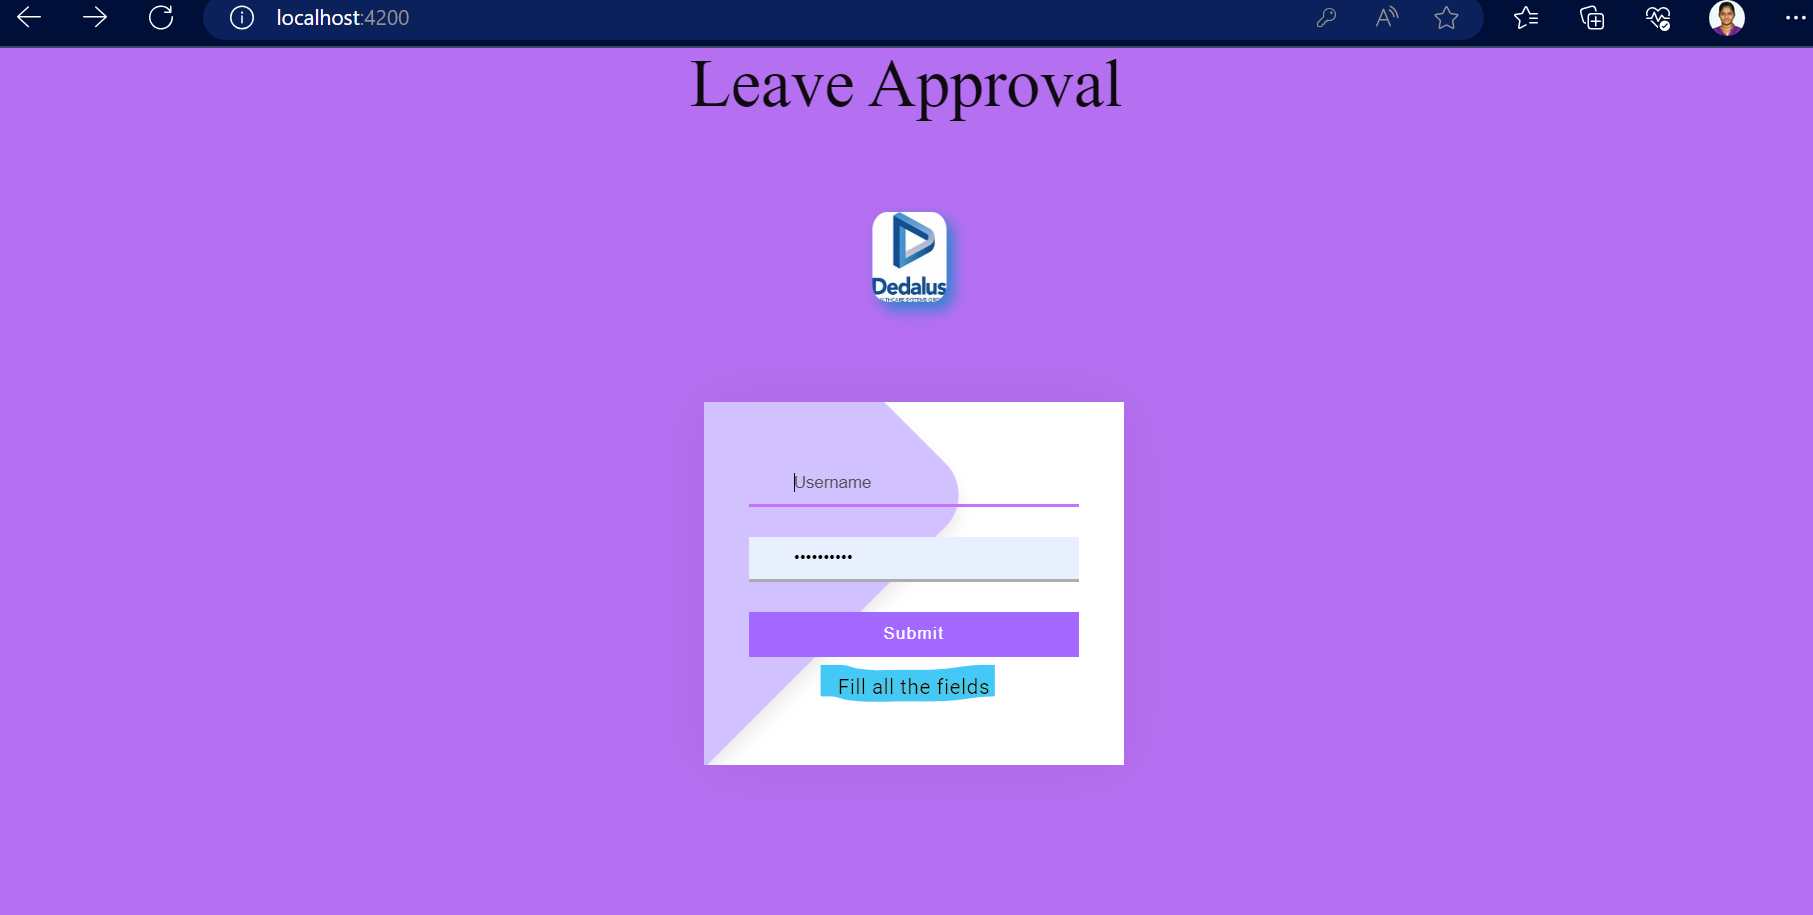 localhost:4200
Leave Approval
Dedalus
Username
••••••••••
Submit
Fill all the fields